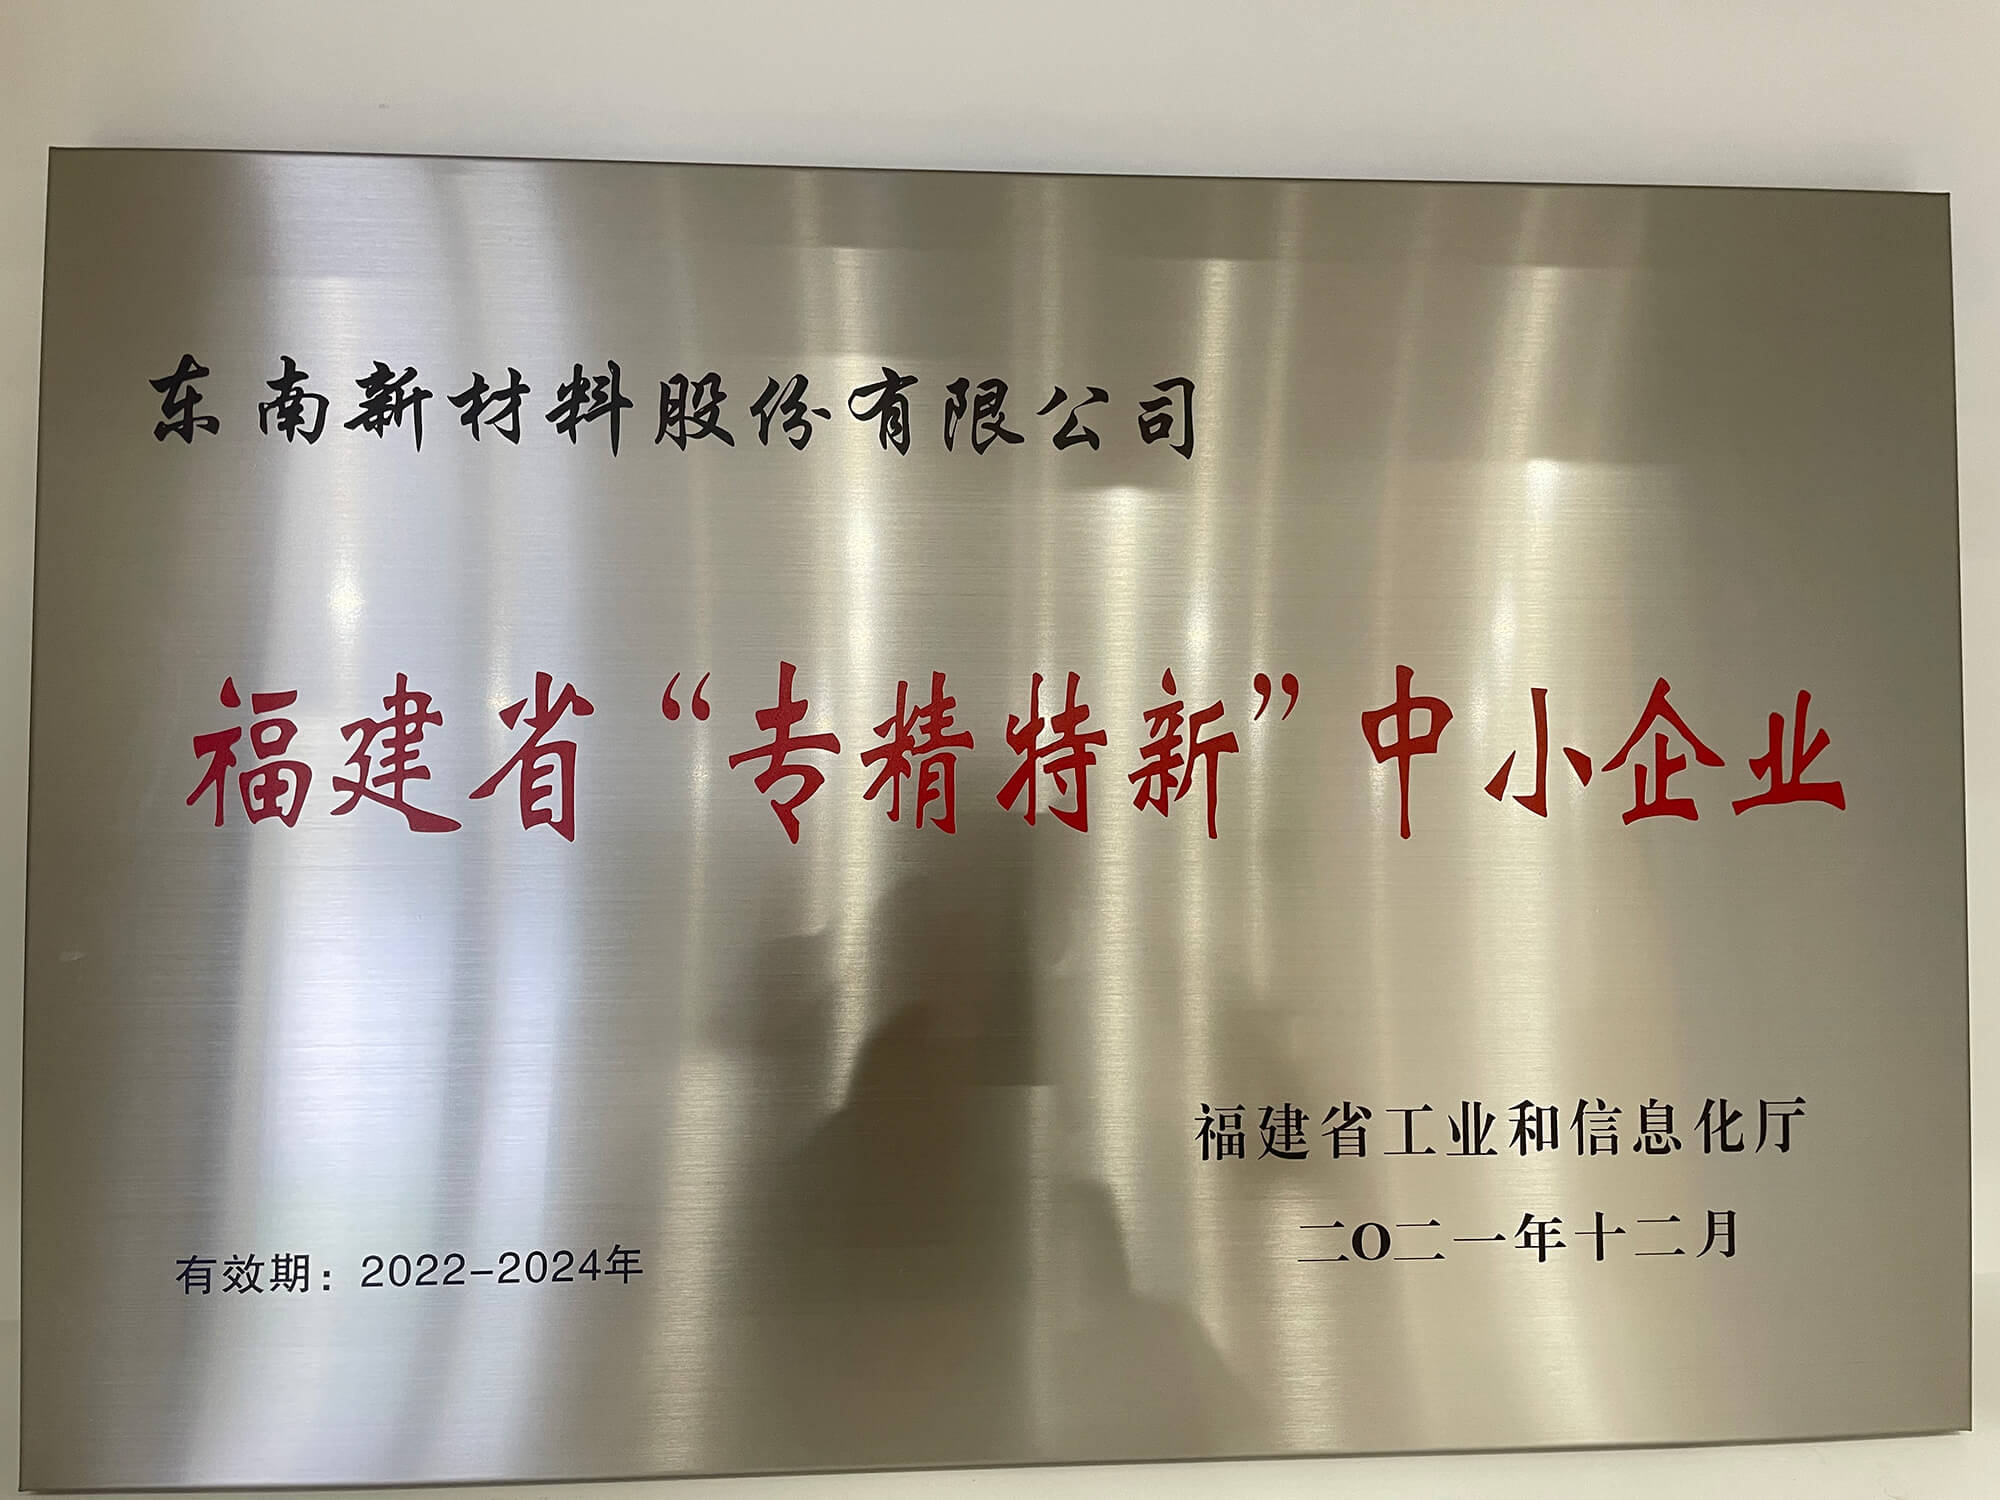 东南新材料股份有限公司
福建省“专精特新”中小企业
福建省工业和信息化厅
二O二一年十二月
有效期：2022-2024年